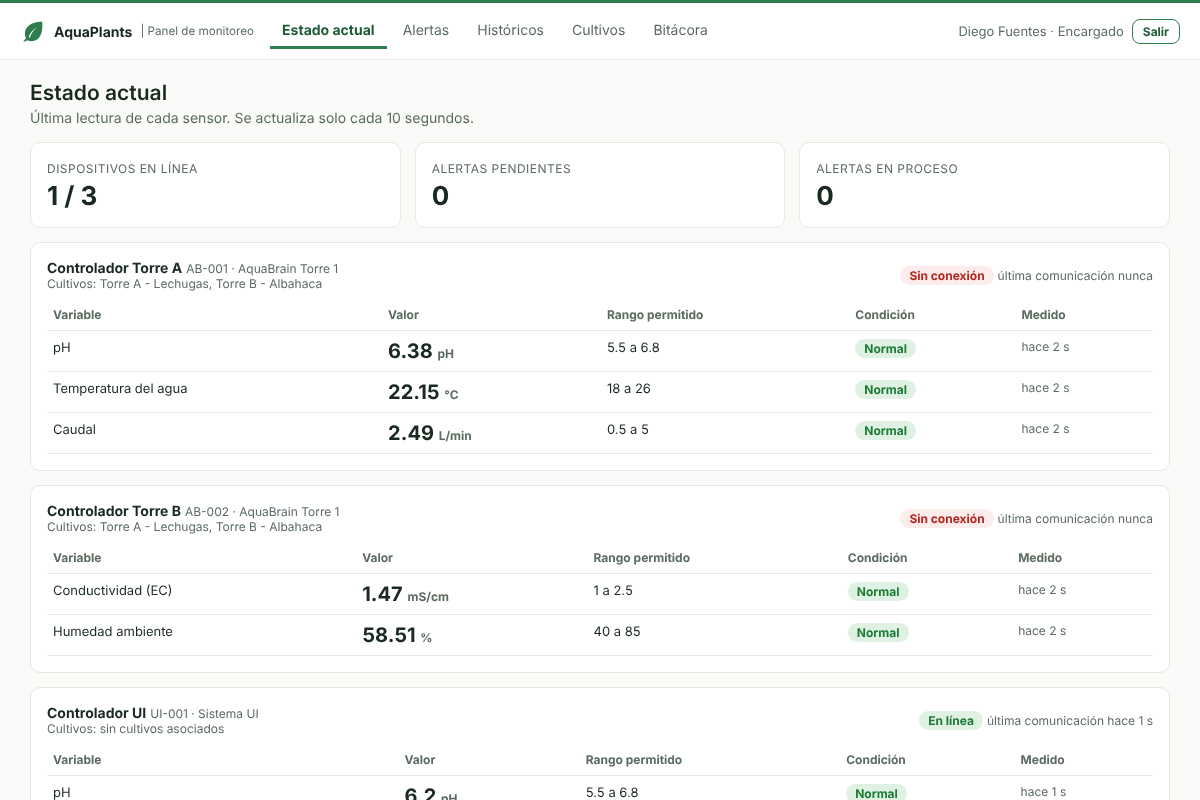 AquaPlants | Panel de monitoreo Estado actual Alertas Históricos Cultivos Bitácora Diego Fuentes · Encargado Salir
Estado actual
Última lectura de cada sensor. Se actualiza solo cada 10 segundos.
DISPOSITIVOS EN LÍNEA ALERTAS PENDIENTES ALERTAS EN PROCESO
1 / 3 0 0
Controlador Torre A AB-001 · AquaBrain Torre 1
Cultivos: Torre A - Lechugas, Torre B - Albahaca
Sin conexión última comunicación nunca
Variable Valor Rango permitido Condición Medido
pH 6.38 pH 5.5 a 6.8 Normal hace 2 s
Temperatura del agua 22.15 °C 18 a 26 Normal hace 2 s
Caudal 2.49 L/min 0.5 a 5 Normal hace 2 s
Controlador Torre B AB-002 · AquaBrain Torre 1
Cultivos: Torre A - Lechugas, Torre B - Albahaca
Sin conexión última comunicación nunca
Variable Valor Rango permitido Condición Medido
Conductividad (EC) 1.47 mS/cm 1 a 2.5 Normal hace 2 s
Humedad ambiente 58.51 % 40 a 85 Normal hace 2 s
Controlador UI UI-001 · Sistema UI
Cultivos: sin cultivos asociados
En línea última comunicación hace 1 s
Variable Valor Rango permitido Condición Medido
pH 6.2 pH 5.5 a 6.8 Normal hace 1 s